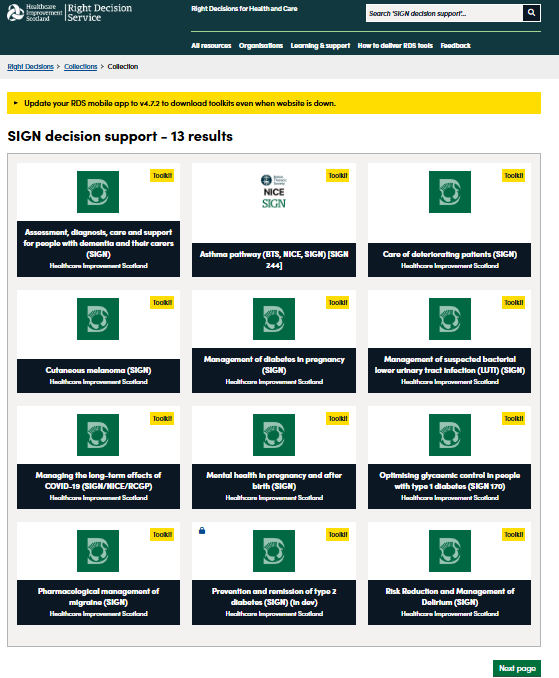 Healthcare
Improvement
Scotland
Right Decision
Service
Right Decisions for Health and Care
Search 'SIGN decision support'...
All resources Organisations Learning & support How to deliver RDS tools Feedback
Right Decisions > Collections > Collection
Update your RDS mobile app to v4.7.2 to download toolkits even when website is down.
SIGN decision support - 13 results
Toolkit
Assessment, diagnosis, care and support
for people with dementia and their carers
(SIGN)
Healthcare Improvement Scotland
Toolkit
NICE
SIGN
Asthma pathway (BTS, NICE, SIGN) [SIGN
244]
Healthcare Improvement Scotland
Toolkit
Care of deteriorating patients (SIGN)
Healthcare Improvement Scotland
Toolkit
Cutaneous melanoma (SIGN)
Healthcare Improvement Scotland
Toolkit
Management of diabetes in pregnancy
(SIGN)
Healthcare Improvement Scotland
Toolkit
Management of suspected bacterial
lower urinary tract infection (LUTI) (SIGN)
Healthcare Improvement Scotland
Toolkit
Managing the long-term effects of
COVID-19 (SIGN/NICE/RCGP)
Healthcare Improvement Scotland
Toolkit
Mental health in pregnancy and after
birth (SIGN)
Healthcare Improvement Scotland
Toolkit
Optimising glycaemic control in people
with type 1 diabetes (SIGN 170)
Healthcare Improvement Scotland
Toolkit
Pharmacological management of
migraine (SIGN)
Healthcare Improvement Scotland
Toolkit
Prevention and remission of type 2
diabetes (SIGN) (in dev)
Healthcare Improvement Scotland
Toolkit
Risk Reduction and Management of
Delirium (SIGN)
Healthcare Improvement Scotland
Next page